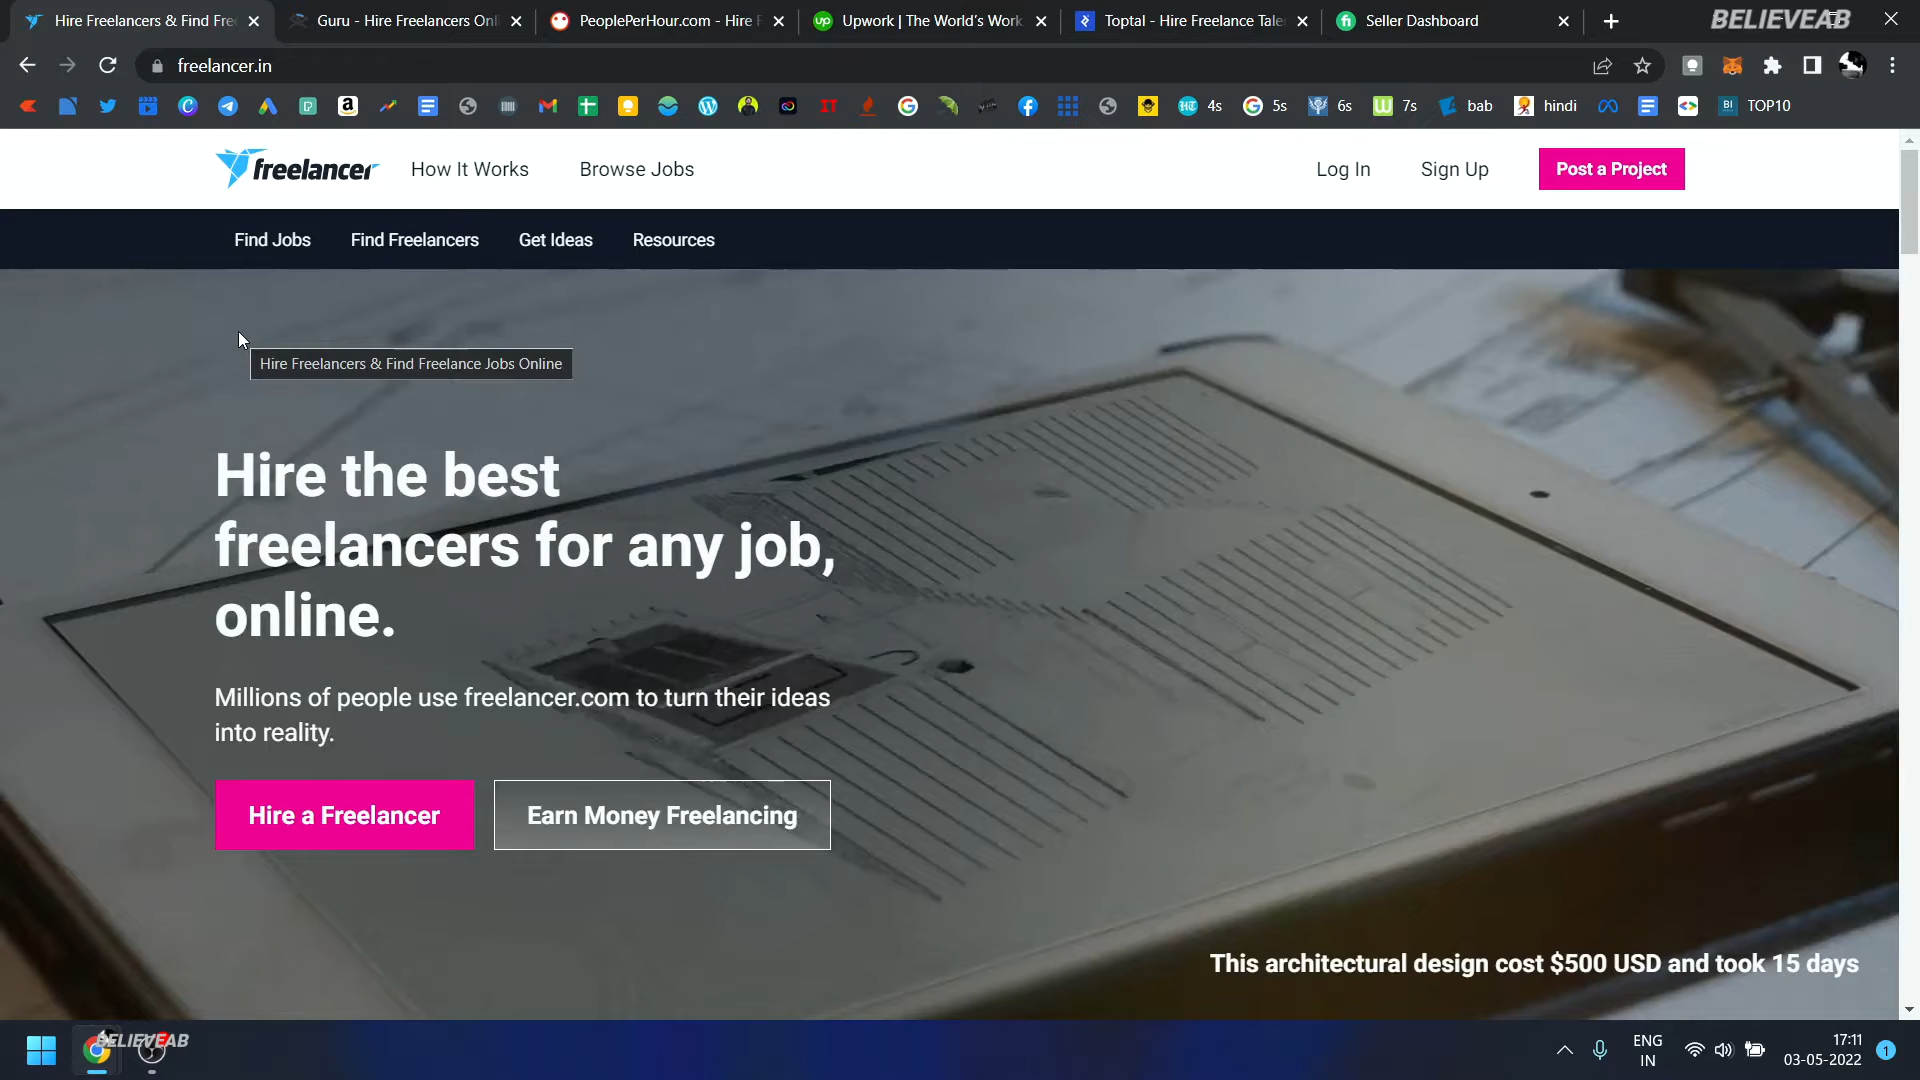 Hire Freelancers & Find Fre
Guru - Hire Freelancers Onli
PeoplePerHour.com - Hire F
Upwork | The World's Work
Toptal - Hire Freelance Tale
Seller Dashboard
BELIEVEAB
freelancer.in
4s
5s
6s
7s
bab
hindi
BI
TOP10
freelancer
How It Works
Browse Jobs
Log In
Sign Up
Post a Project
Find Jobs
Find Freelancers
Get Ideas
Resources
Hire Freelancers & Find Freelance Jobs Online
Hire the best
freelancers for any job,
online.
Millions of people use freelancer.com to turn their ideas
into reality.
Hire a Freelancer
Earn Money Freelancing
This architectural design cost $500 USD and took 15 days
BELIEVEAB
ENG
IN
17:11
03-05-2022
1